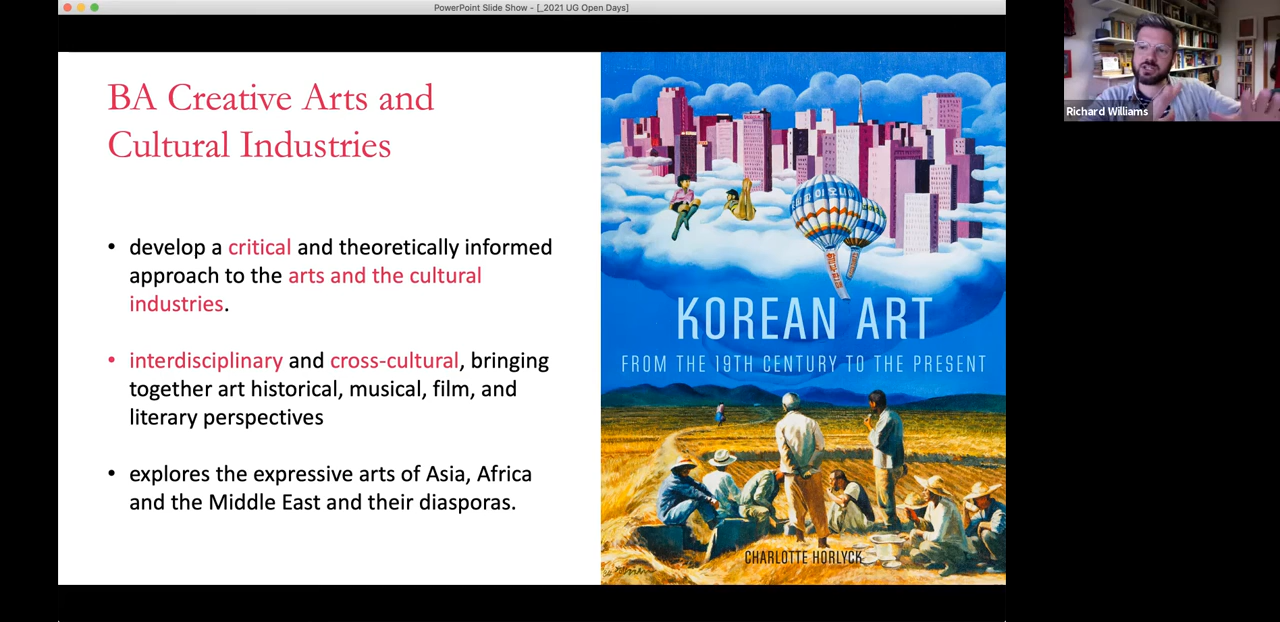 PowerPoint Slide Show - [_2021 UG Open Days]
BA Creative Arts and
Cultural Industries
• develop a critical and theoretically informed
approach to the arts and the cultural
industries.
• interdisciplinary and cross-cultural, bringing
together art historical, musical, film, and
literary perspectives
• explores the expressive arts of Asia, Africa
and the Middle East and their diasporas.
KOREAN ART
FROM THE 19TH CENTURY TO THE PRESENT
CHARLOTTE HORLYCK
Richard Williams